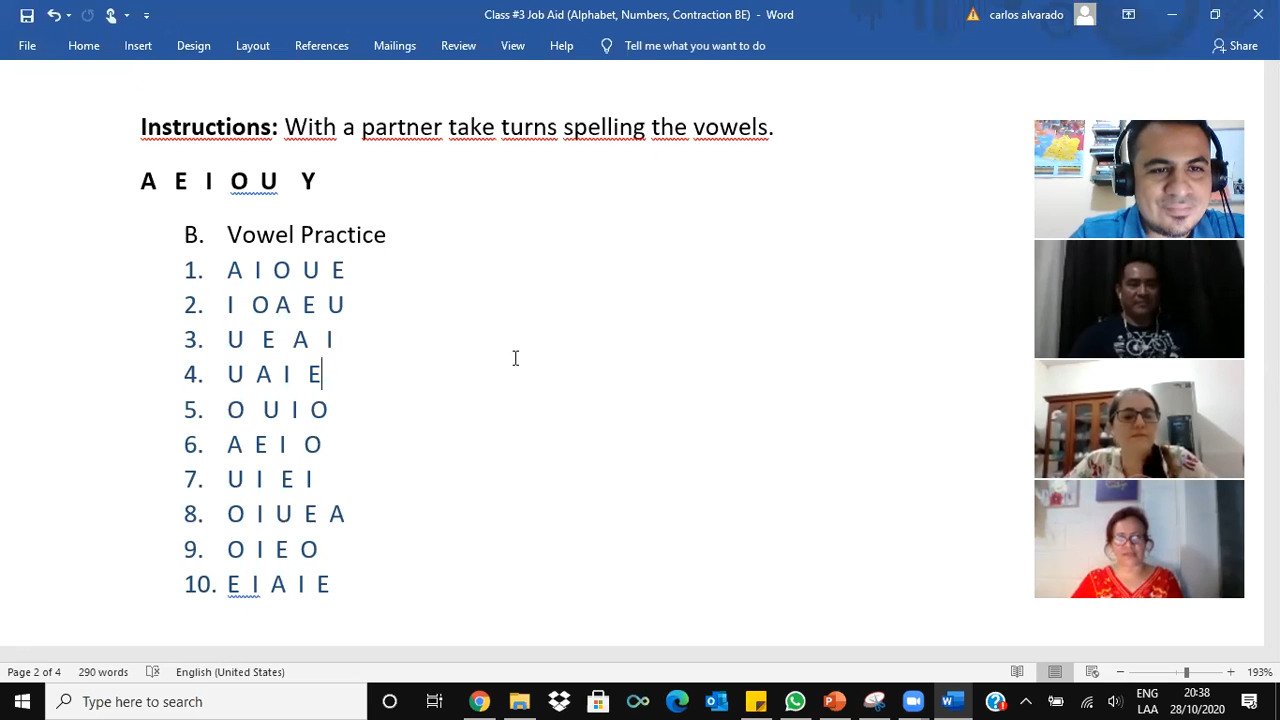 Class #3 Job Aid (Alphabet, Numbers, Contraction BE) - Word
carlos alvarado
File Home Insert Design Layout References Mailings Review View Help Tell me what you want to do Share
Instructions: With a partner take turns spelling the vowels.
A E I O U Y
B. Vowel Practice
1. A I O U E
2. I O A E U
3. U E A I
4. U A I E
5. O U I O
6. A E I O
7. U I E I
8. O I U E A
9. O I E O
10. E I A I E
Page 2 of 4 290 words English (United States) 193%
Type here to search
ENG 20:38
LAA 28/10/2020